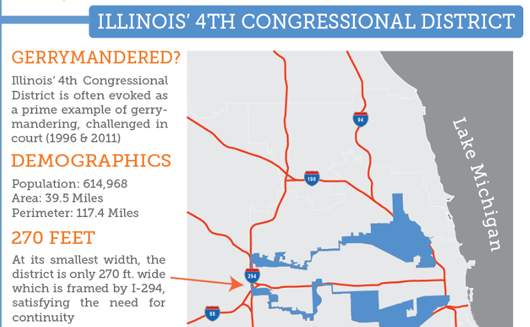 ILLINOIS' 4TH CONGRESSIONAL DISTRICT
GERRYMANDERED?
Illinois' 4th Congressional
District is often evoked as
a prime example of gerry-
mandering, challenged in
court (1996 & 2011)
DEMOGRAPHICS
Population: 614,968
Area: 39.5 Miles
Perimeter: 117.4 Miles
270 FEET
At its smallest width, the
district is only 270 ft. wide
which is framed by I-294,
satisfying the need for
continuity
94
Lake Michigan
190
294
88